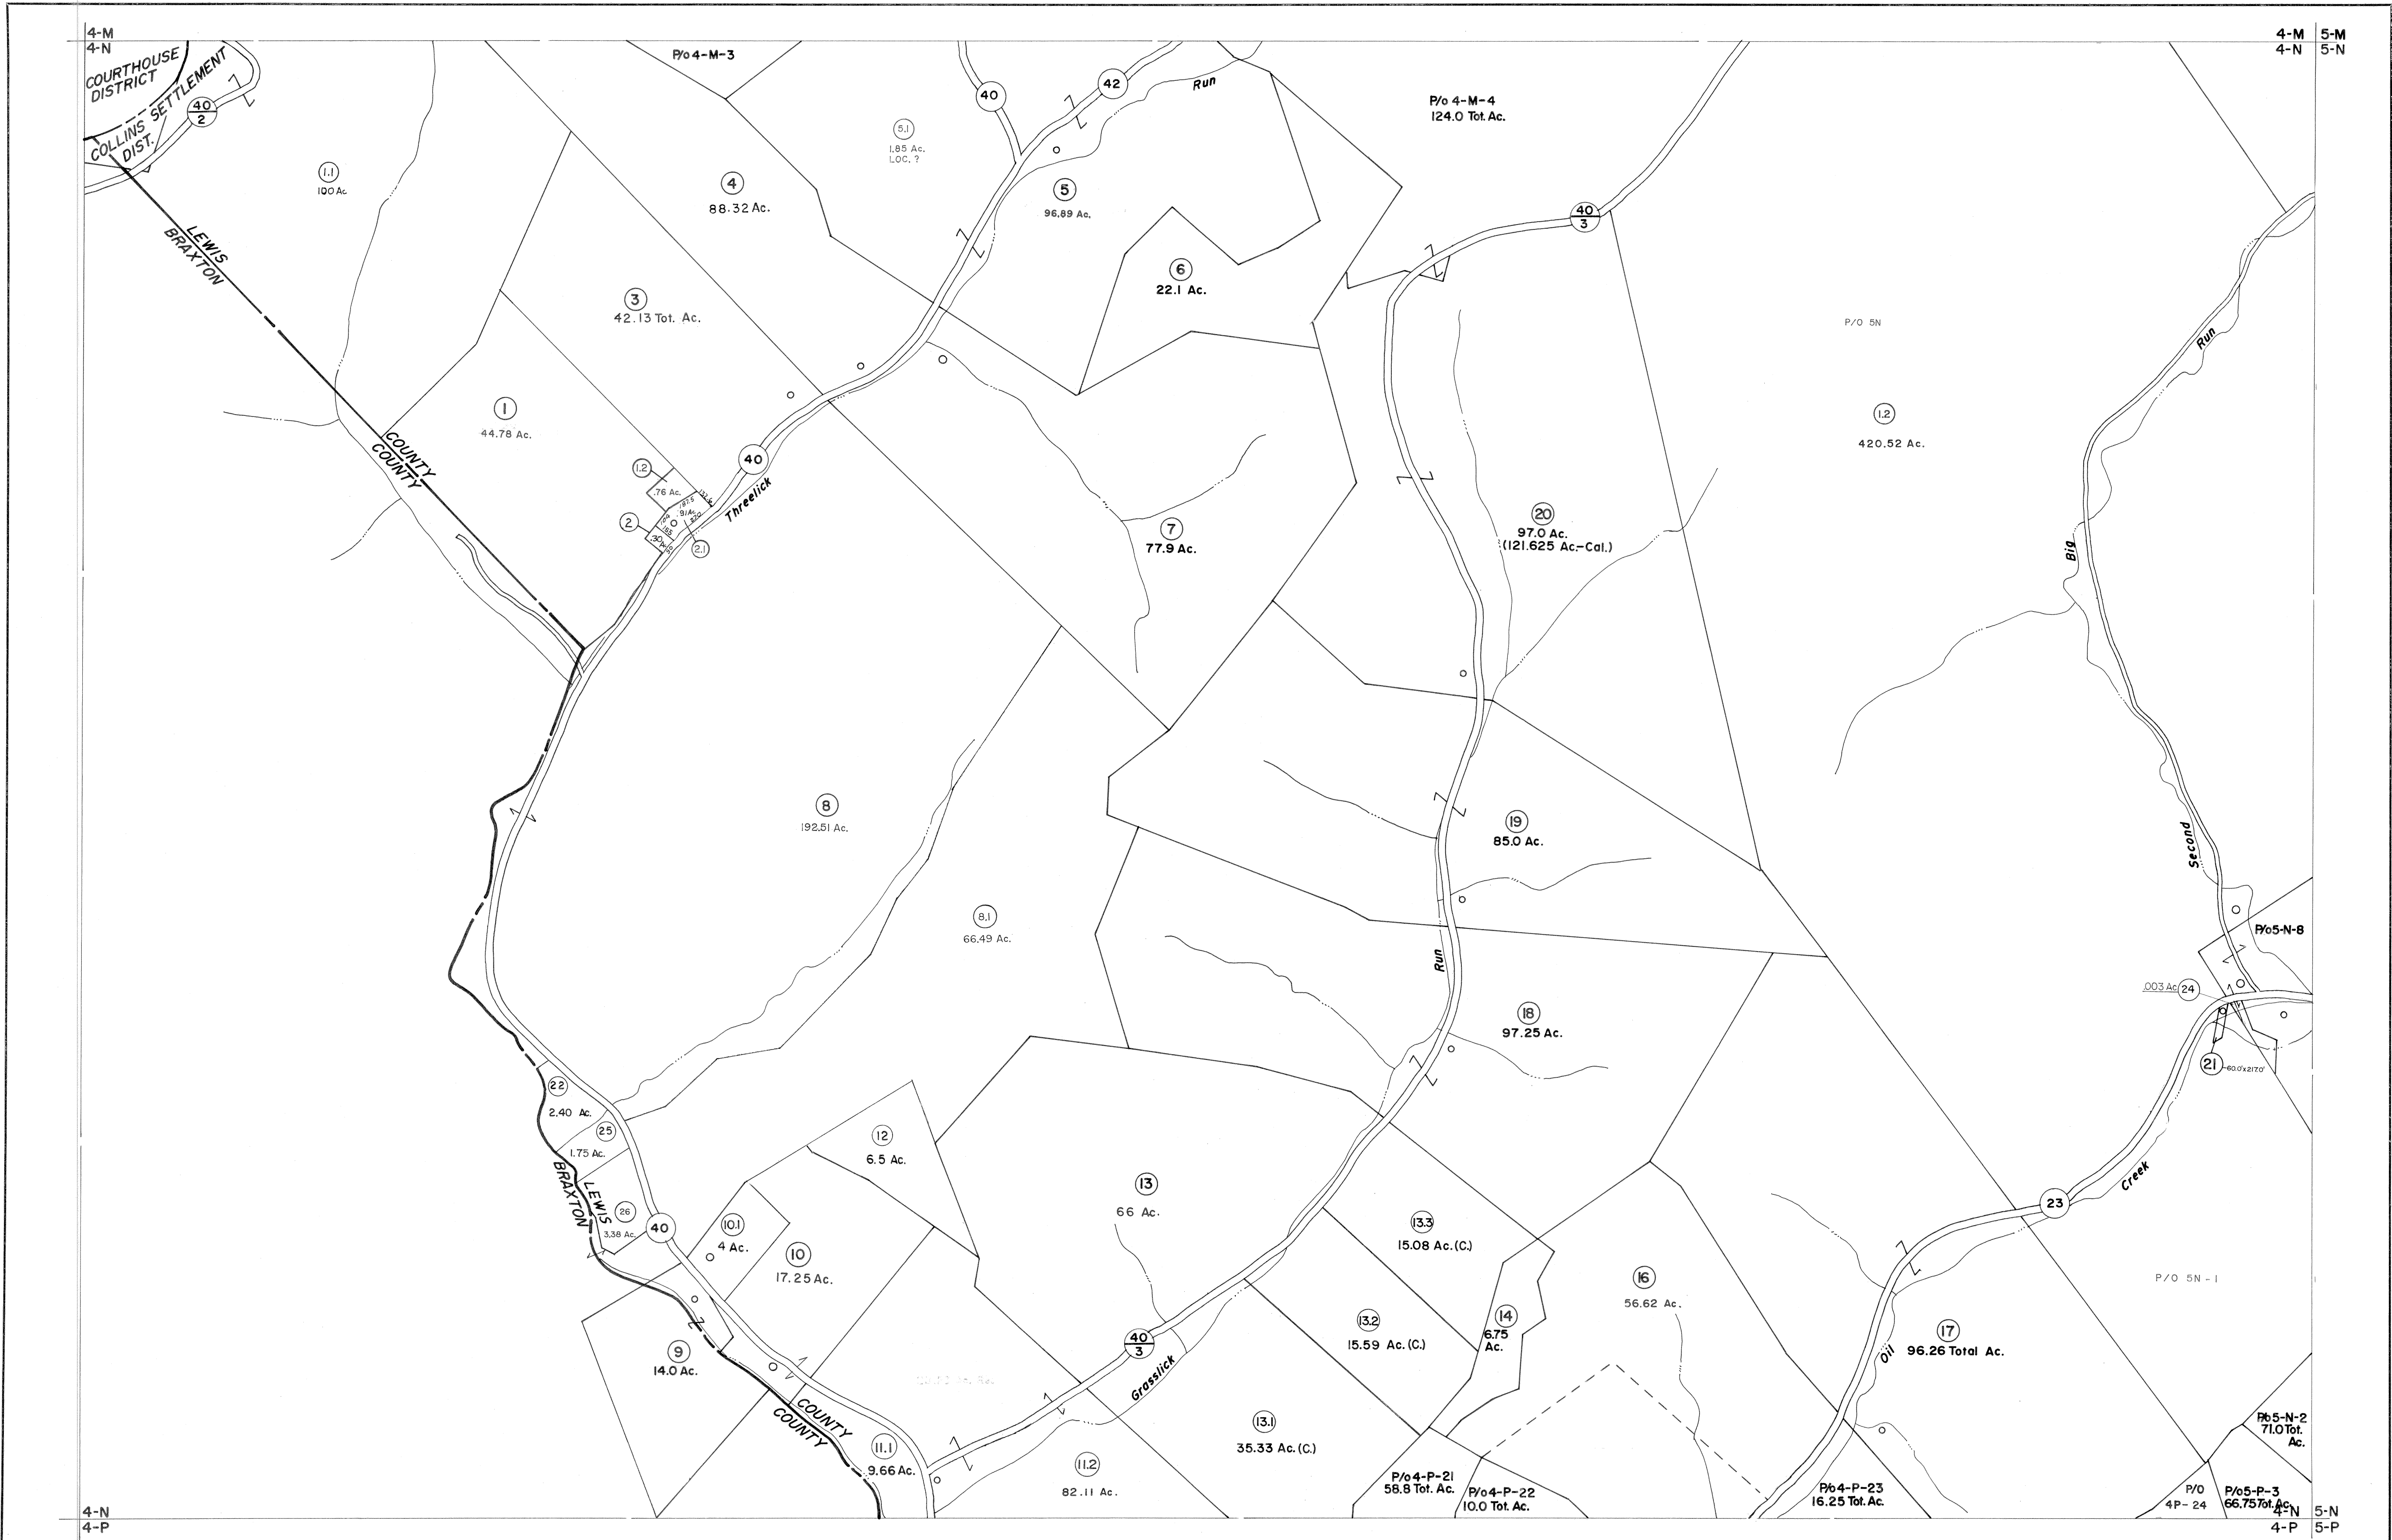 4-M
4-N
4-M 5-M
4-N 5-N
COURTHOUSE
DISTRICT
COLLINS SETTLEMENT
DIST.
40
2
1.1
100 Ac
LEWIS
BRAXTON
P/o 4-M-3
40
42
Run
5.1
1.85 Ac.
LOC. ?
4
88.32 Ac.
5
96.89 Ac.
P/o 4-M-4
124.0 Tot. Ac.
40
3
6
22.1 Ac.
3
42.13 Tot. Ac.
P/O 5N
Run
1
44.78 Ac.
COUNTY
COUNTY
1.2
420.52 Ac.
40
Threelick
1.2
.76 Ac.
2
2.1
7
77.9 Ac.
20
97.0 Ac.
(121.625 Ac.-Cal.)
Big
8
192.51 Ac.
19
85.0 Ac.
Second
8.1
66.49 Ac.
Run
P/o 5-N-8
.003 Ac.
24
18
97.25 Ac.
21
60.0'x217.0'
22
2.40 Ac.
25
1.75 Ac.
12
6.5 Ac.
LEWIS
BRAXTON
26
3.38 Ac.
40
10.1
4 Ac.
10
17.25 Ac.
13
66 Ac.
13.3
15.08 Ac. (C.)
23
Creek
16
56.62 Ac.
P/O 5N-1
13.2
15.59 Ac. (C.)
14
6.75
Ac.
40
3
Grasslick
17
96.26 Total Ac.
Oil
9
14.0 Ac.
COUNTY
COUNTY
11.1
9.66 Ac.
11.2
82.11 Ac.
13.1
35.33 Ac. (C.)
P/o 5-N-2
71.0 Tot.
Ac.
P/o 4-P-21
58.8 Tot. Ac.
P/o 4-P-22
10.0 Tot. Ac.
P/o 4-P-23
16.25 Tot. Ac.
P/O
4P-24
P/o 5-P-3
66.75 Tot. Ac.
4-N
4-P
4-N 5-N
4-P 5-P